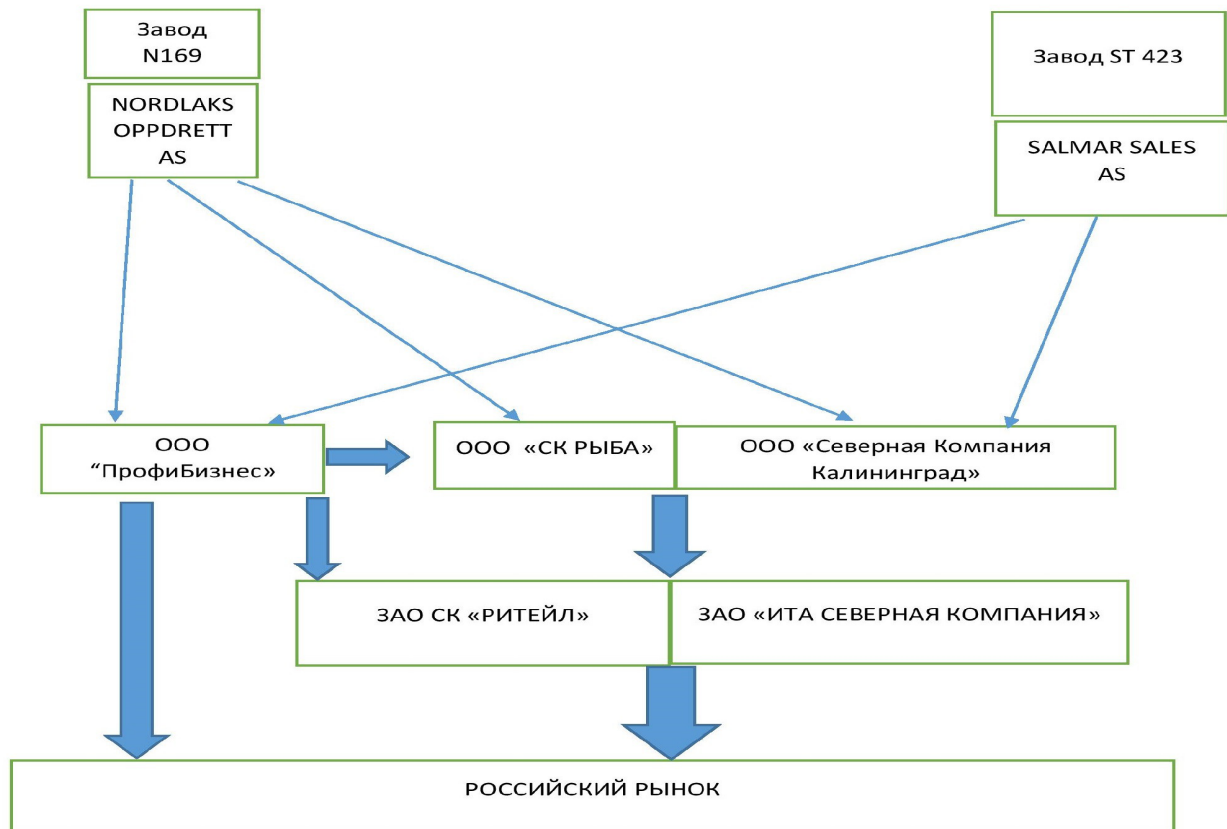 Завод
N169
NORDLAKS
OPPDRETT
AS
Завод ST 423
SALMAR SALES
AS
ООО
“ПрофиБизнес»
ООО «СК РЫБА»
ООО «Северная Компания
Калининград»
ЗАО СК «РИТЕЙЛ»
ЗАО «ИТА СЕВЕРНАЯ КОМПАНИЯ»
РОССИЙСКИЙ РЫНОК